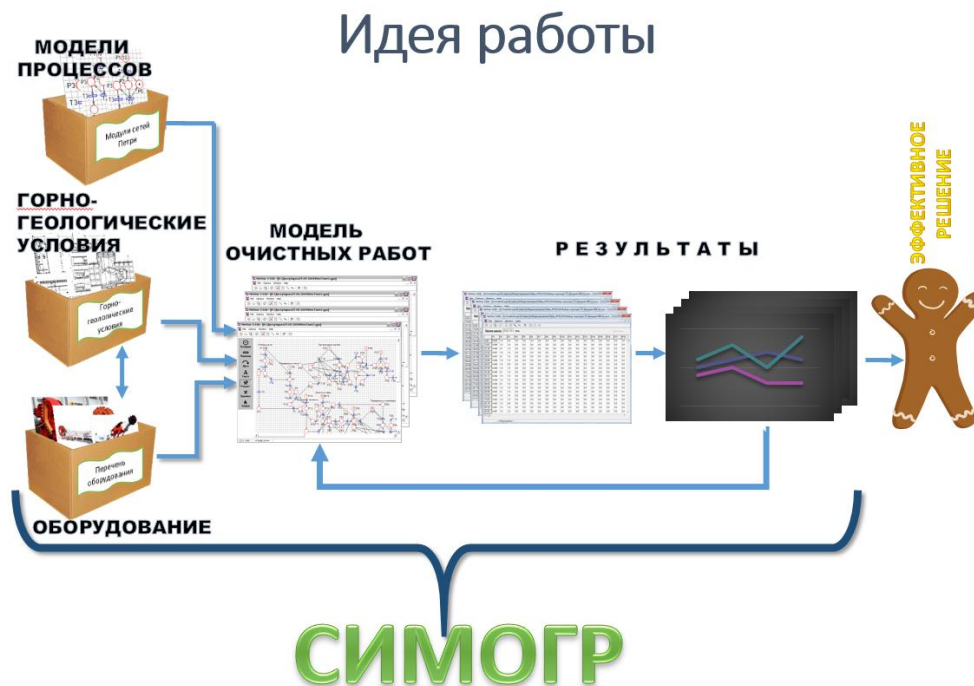 Идея работы
МОДЕЛИ
ПРОЦЕССОВ
Модули сетей
Петри
ГОРНО-
ГЕОЛОГИЧЕСКИЕ
УСЛОВИЯ
Горно-
геологические
условия
Перечень
оборудования
ОБОРУДОВАНИЕ
МОДЕЛЬ
ОЧИСТНЫХ РАБОТ
РЕЗУЛЬТАТЫ
ЭФФЕКТИВНОЕ
РЕШЕНИЕ
СИМОГР